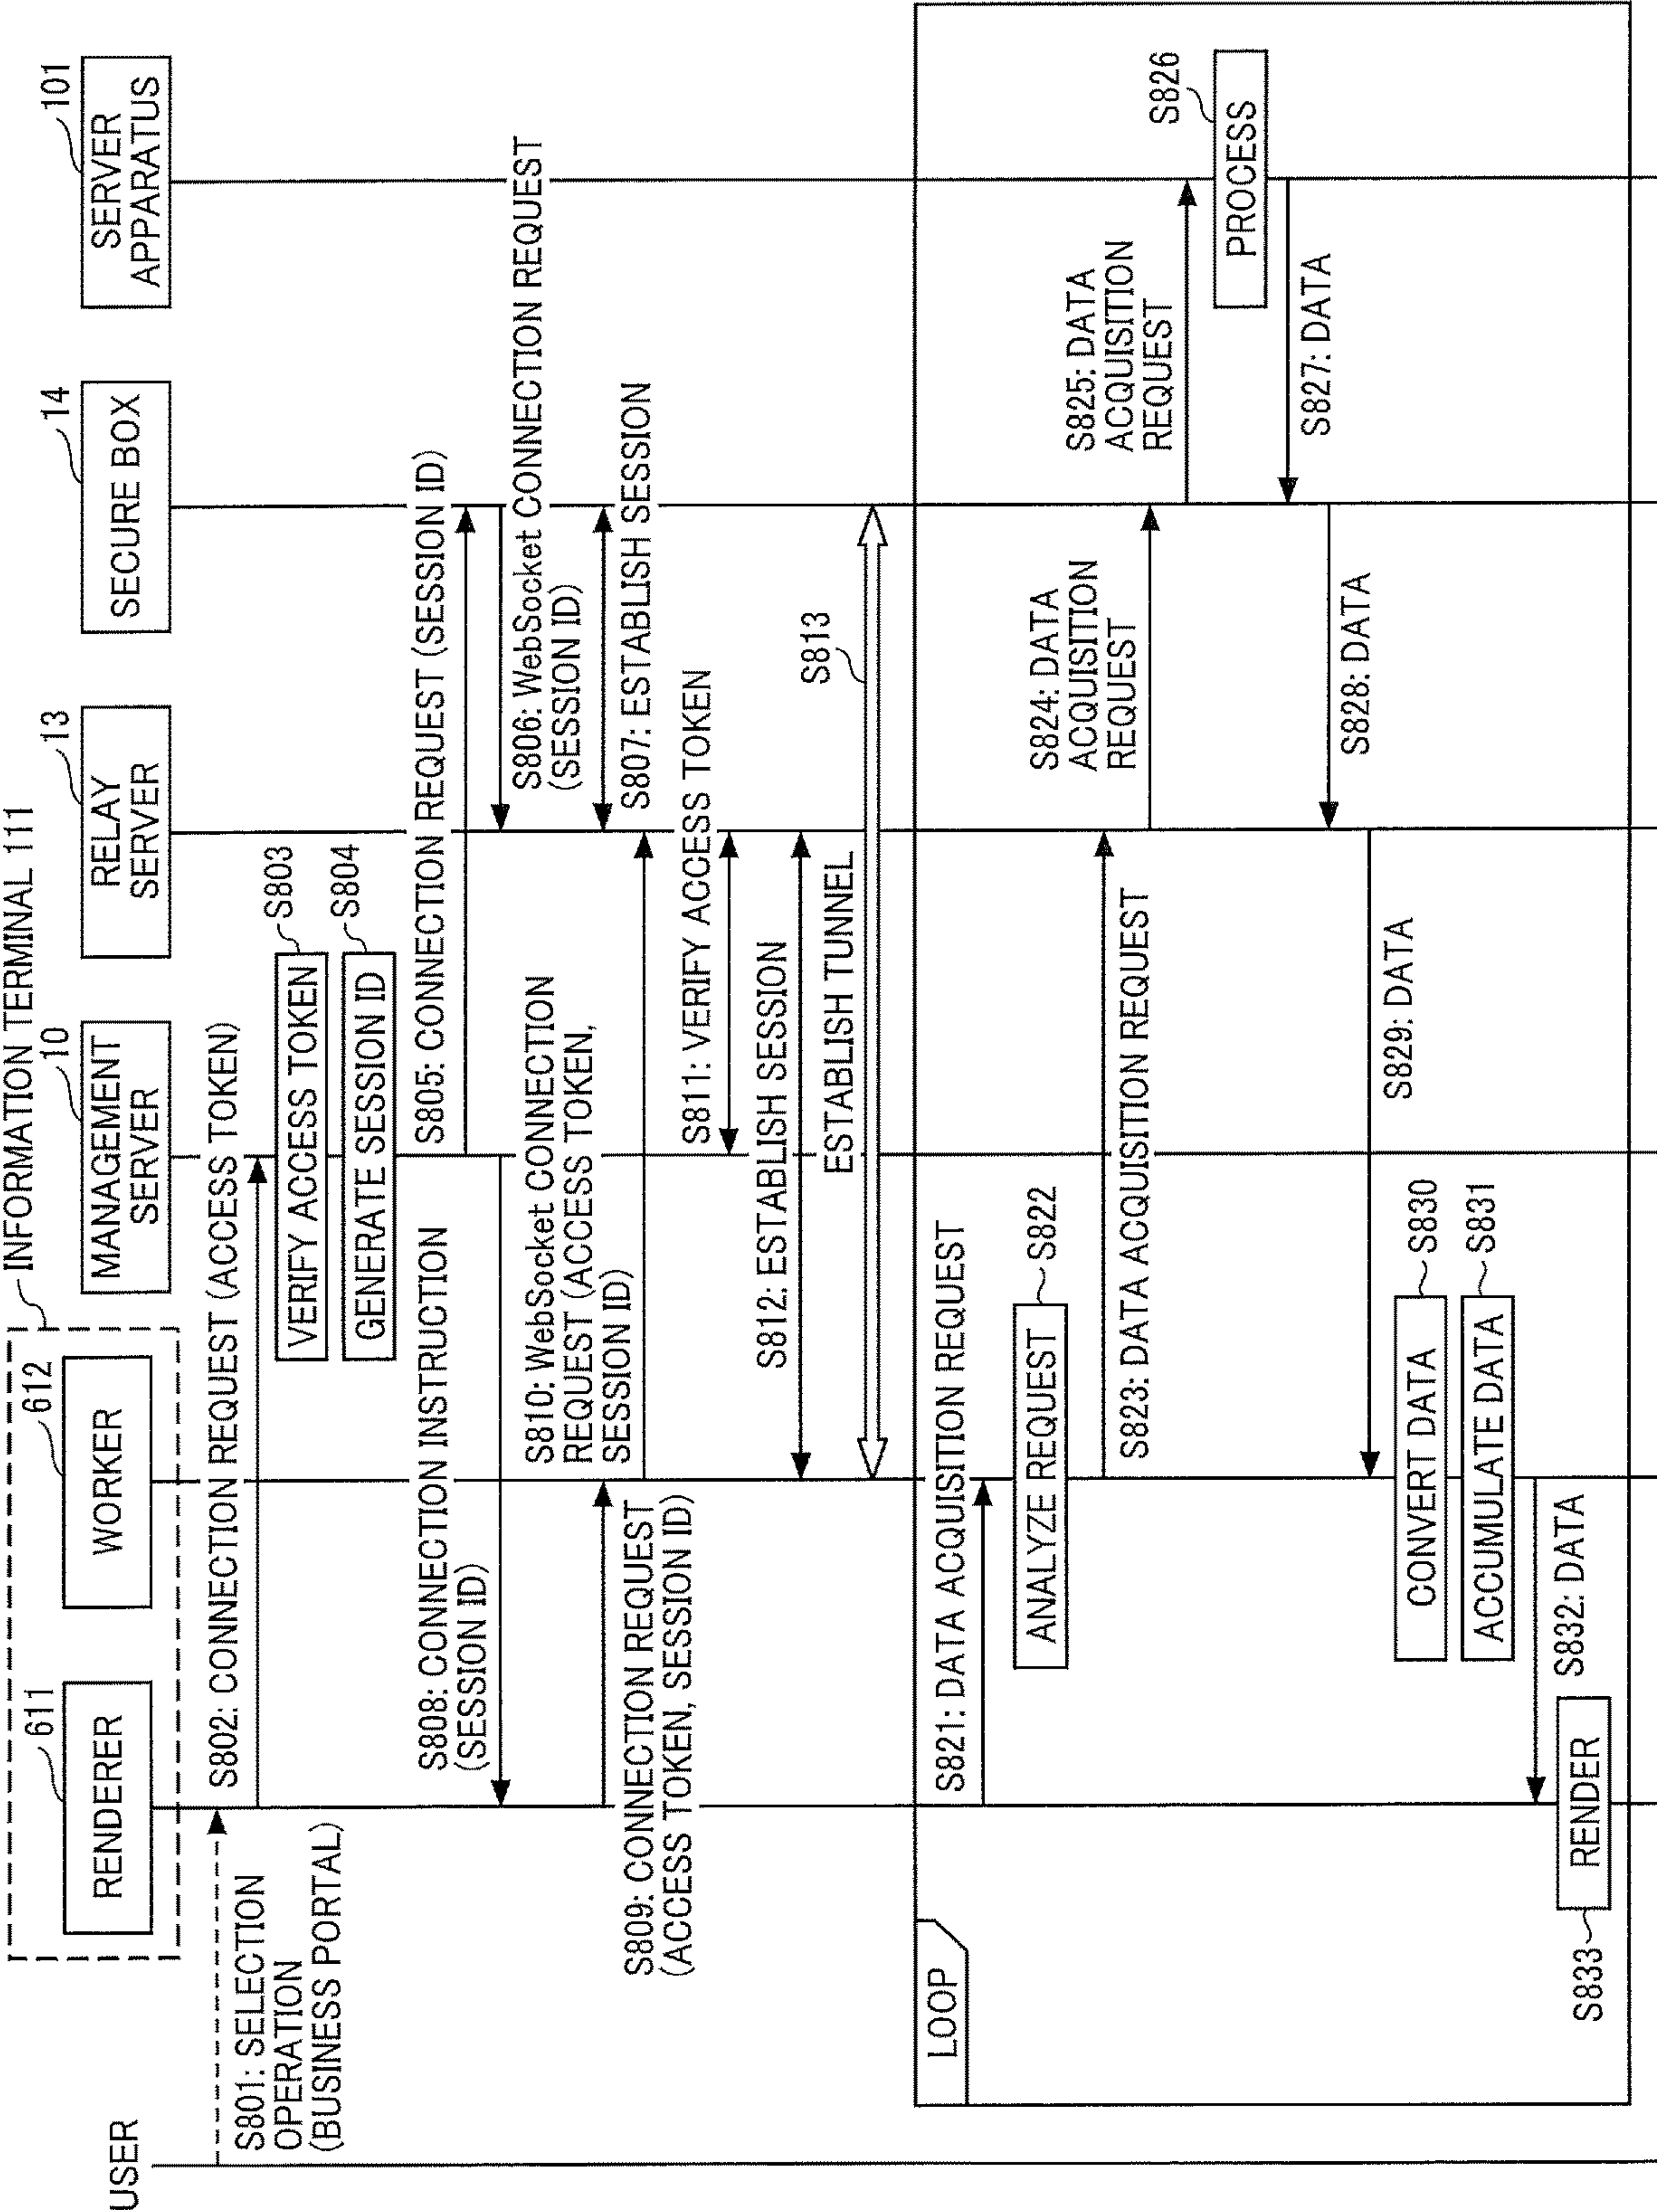 USER
INFORMATION TERMINAL 111
611
RENDERER
612
WORKER
10
MANAGEMENT
SERVER
13
RELAY
SERVER
14
SECURE BOX
101
SERVER
APPARATUS
S801: SELECTION
OPERATION
(BUSINESS PORTAL)
S802: CONNECTION REQUEST (ACCESS TOKEN)
VERIFY ACCESS TOKEN
S803
GENERATE SESSION ID
S804
S805: CONNECTION REQUEST (SESSION ID)
S806: WebSocket CONNECTION REQUEST
(SESSION ID)
S807: ESTABLISH SESSION
S808: CONNECTION INSTRUCTION
(SESSION ID)
S809: CONNECTION REQUEST
(ACCESS TOKEN, SESSION ID)
S810: WebSocket CONNECTION
REQUEST (ACCESS TOKEN,
SESSION ID)
S811: VERIFY ACCESS TOKEN
S812: ESTABLISH SESSION
ESTABLISH TUNNEL
S813
LOOP
S821: DATA ACQUISITION REQUEST
ANALYZE REQUEST
S822
S823: DATA ACQUISITION REQUEST
S824: DATA
ACQUISITION
REQUEST
S825: DATA
ACQUISITION
REQUEST
PROCESS
S826
S827: DATA
S828: DATA
S829: DATA
CONVERT DATA
S830
ACCUMULATE DATA
S831
S832: DATA
RENDER
S833